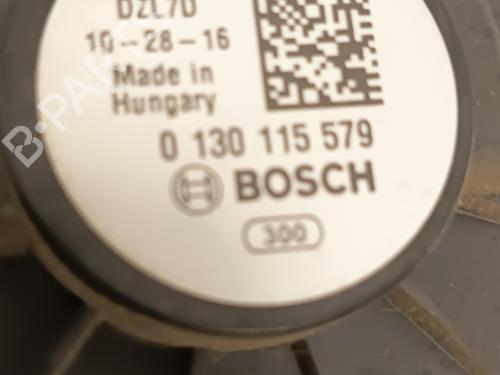 DZL7D
10-28-16
Made in
Hungary
0 130 115 579
BOSCH
300
B-PARTS